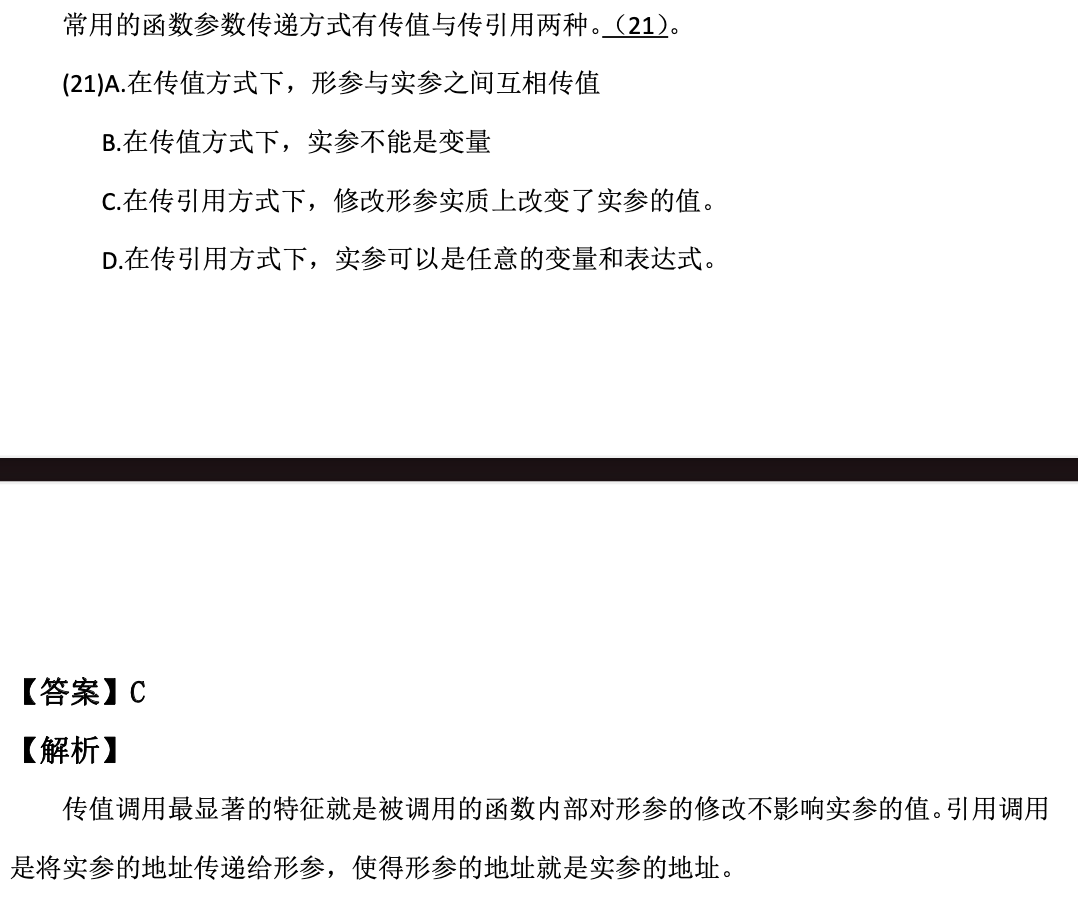 常用的函数参数传递方式有传值与传引用两种。（21）。
(21)A.在传值方式下，形参与实参之间互相传值
B.在传值方式下，实参不能是变量
C.在传引用方式下，修改形参实质上改变了实参的值。
D.在传引用方式下，实参可以是任意的变量和表达式。
【答案】C
【解析】
传值调用最显著的特征就是被调用的函数内部对形参的修改不影响实参的值。引用调用
是将实参的地址传递给形参，使得形参的地址就是实参的地址。